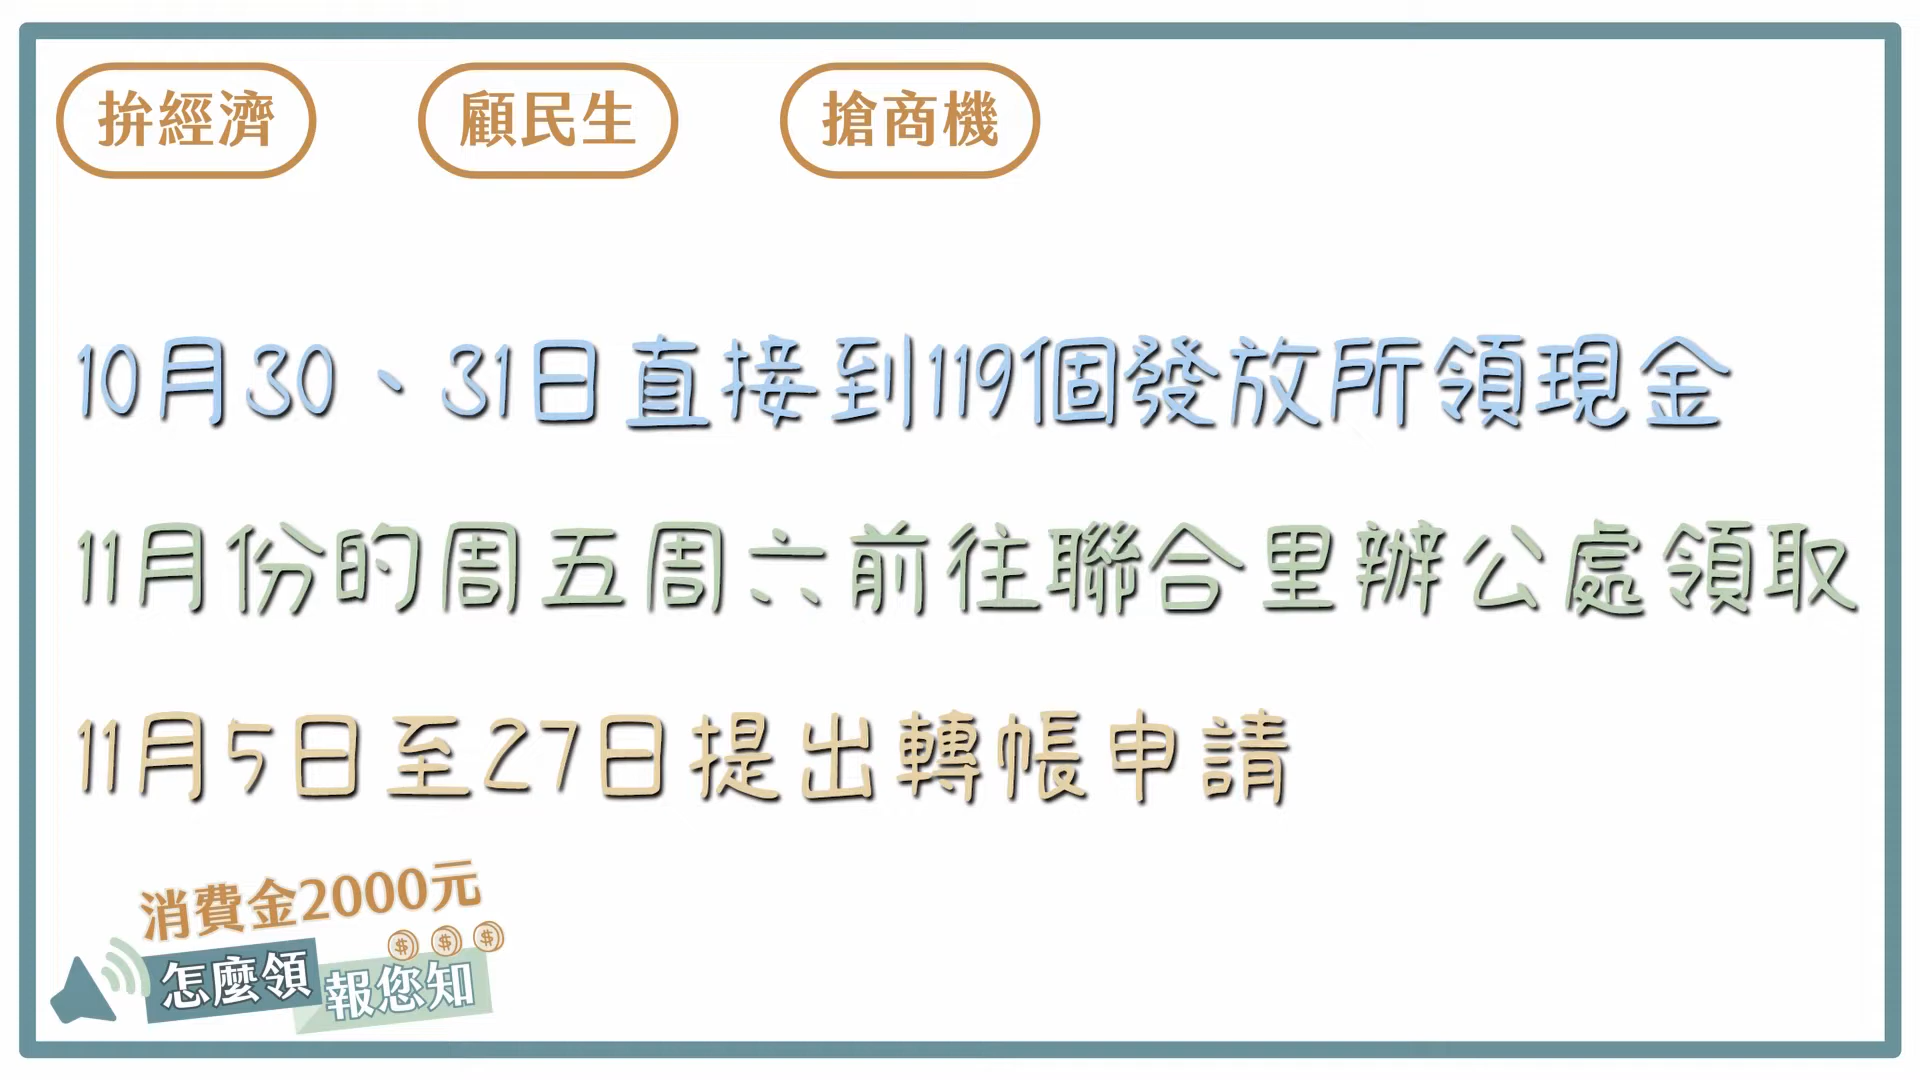 拚經濟 顧民生 搶商機
10月30、31日直接到119個發放所領現金
11月份的周五周六前往聯合里辦公處領取
11月5日至27日提出轉帳申請
消費金2000元
怎麼領 報您知